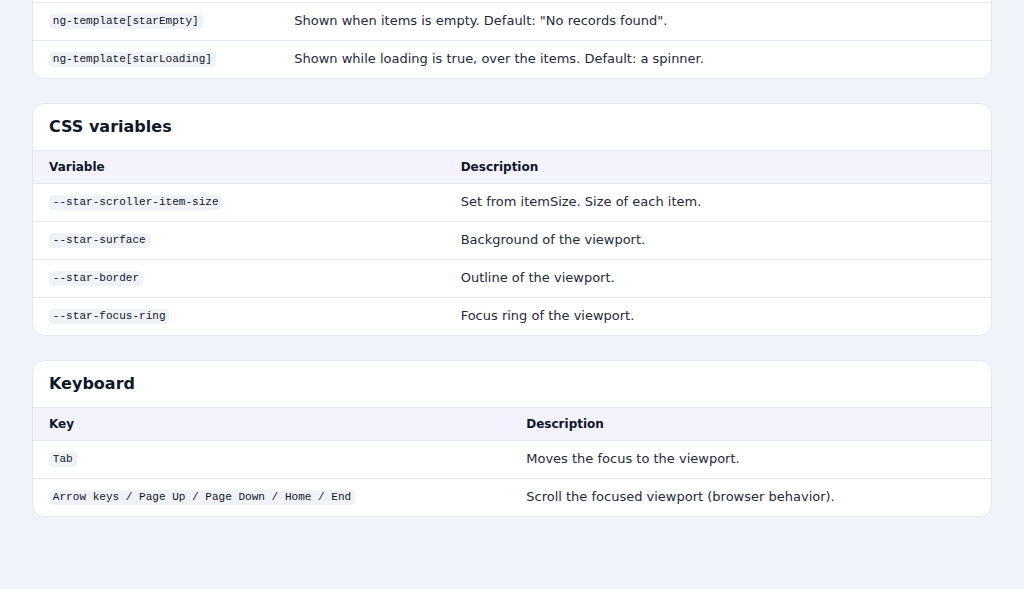 ng-template[starEmpty] Shown when items is empty. Default: "No records found".
ng-template[starLoading] Shown while loading is true, over the items. Default: a spinner.
CSS variables
Variable Description
--star-scroller-item-size Set from itemSize. Size of each item.
--star-surface Background of the viewport.
--star-border Outline of the viewport.
--star-focus-ring Focus ring of the viewport.
Keyboard
Key Description
Tab Moves the focus to the viewport.
Arrow keys / Page Up / Page Down / Home / End Scroll the focused viewport (browser behavior).